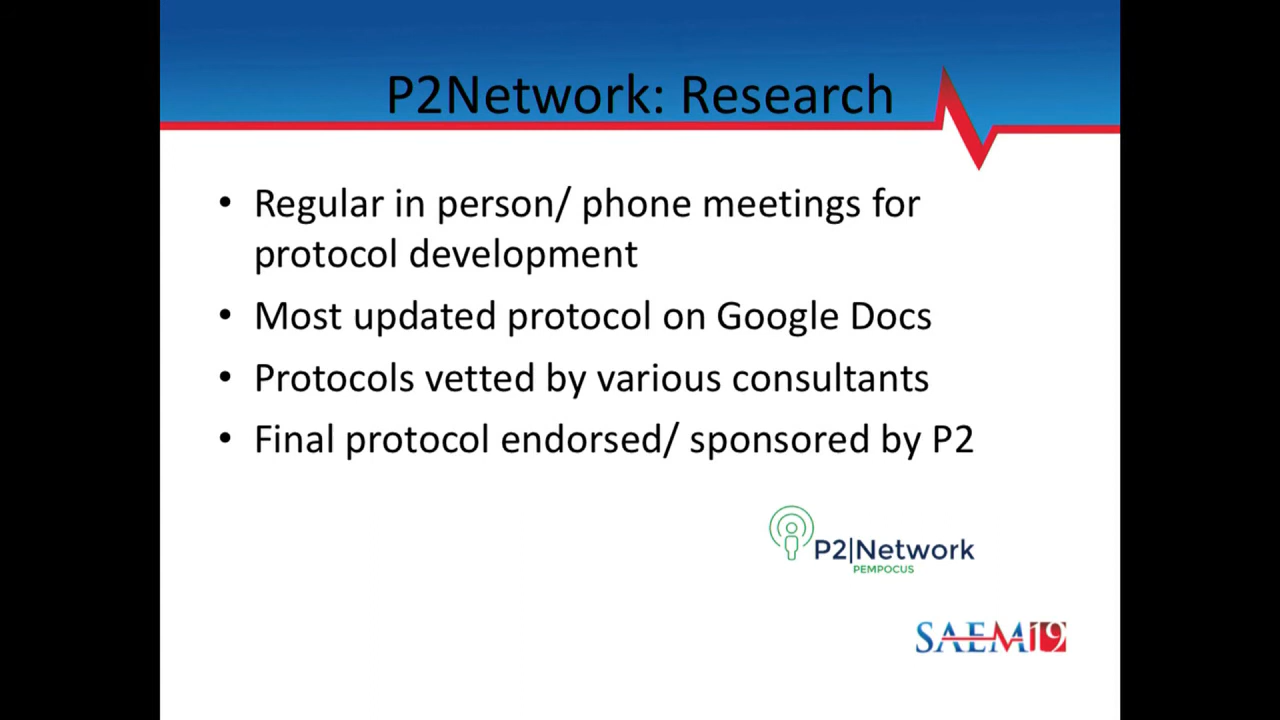 P2Network: Research
• Regular in person/ phone meetings for
protocol development
• Most updated protocol on Google Docs
• Protocols vetted by various consultants
• Final protocol endorsed/ sponsored by P2
P2|Network
PEMPOCUS
SAEM19